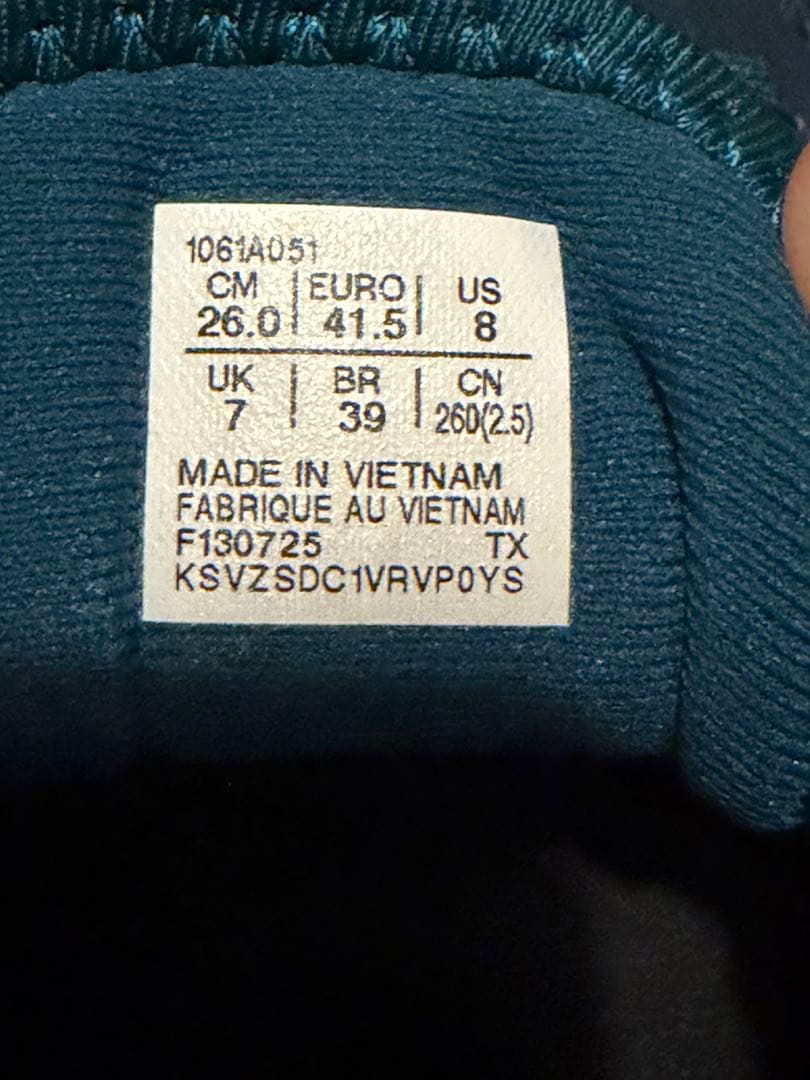 1061A051
CM | EURO | US
26.0 | 41.5 | 8
UK | BR | CN
7 | 39 | 260(2.5)
MADE IN VIETNAM
FABRIQUE AU VIETNAM
F130725 TX
KSVZSDC1VRVP0YS